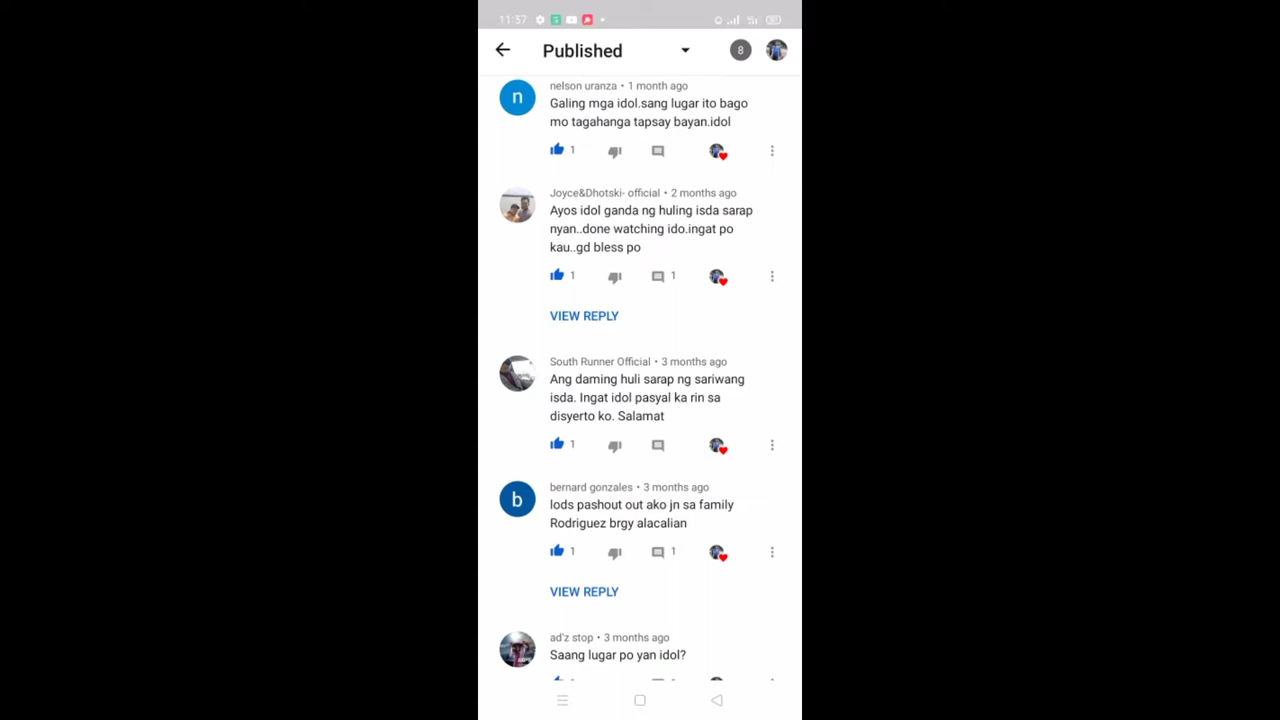 11:57
Published
8
n
nelson uranza • 1 month ago
Galing mga idol.sang lugar ito bago
mo tagahanga tapsay bayan.idol
1
Joyce&Dhotski- official • 2 months ago
Ayos idol ganda ng huling isda sarap
nyan..done watching ido.ingat po
kau..gd bless po
1 1
VIEW REPLY
South Runner Official • 3 months ago
Ang daming huli sarap ng sariwang
isda. Ingat idol pasyal ka rin sa
disyerto ko. Salamat
1
b
bernard gonzales • 3 months ago
lods pashout out ako jn sa family
Rodriguez brgy alacalian
1 1
VIEW REPLY
ad'z stop • 3 months ago
Saang lugar po yan idol?